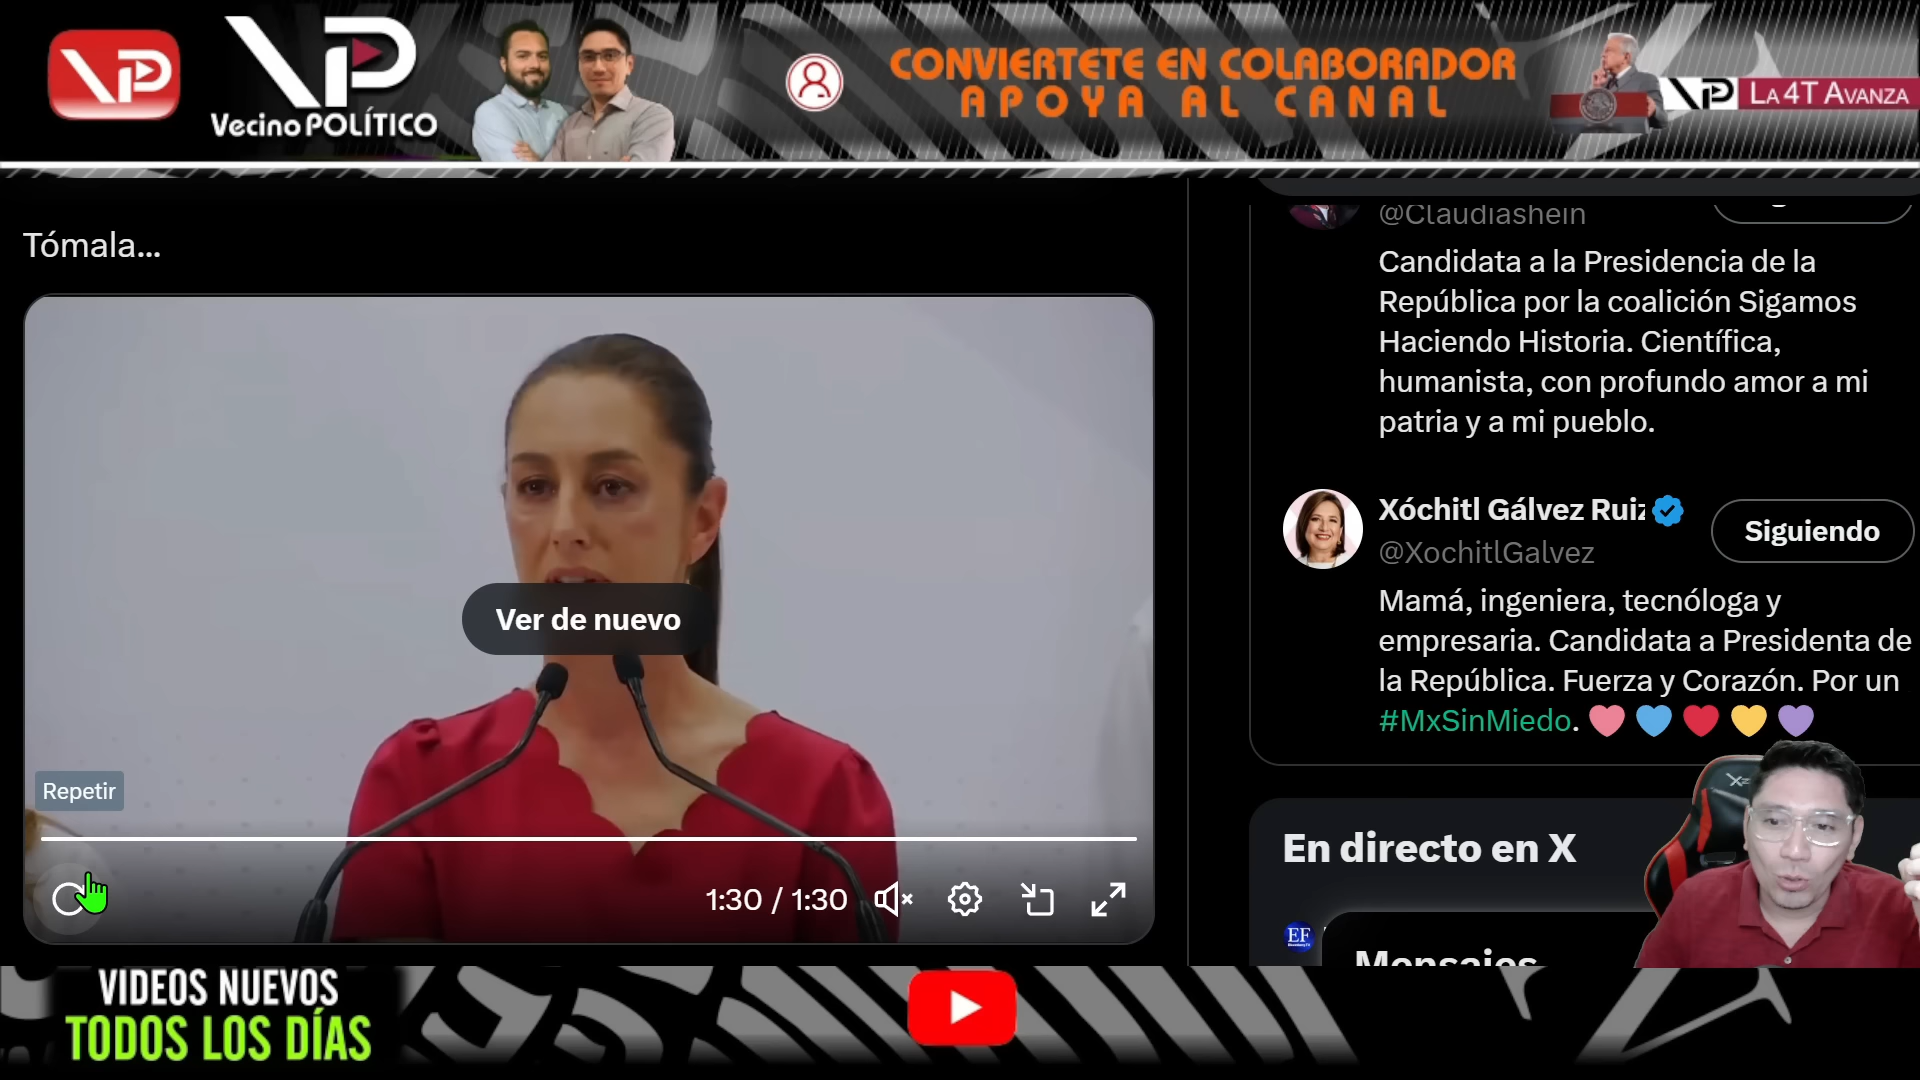 VP
VP
VecinoPOLÍTICO
CONVIERTETE EN COLABORADOR
APOYA AL CANAL
VP LA 4T AVANZA
Tómala...
Ver de nuevo
Repetir
1:30 / 1:30
@Claudiashein
Candidata a la Presidencia de la
República por la coalición Sigamos
Haciendo Historia. Científica,
humanista, con profundo amor a mi
patria y a mi pueblo.
Xóchitl Gálvez Ruiz
@XochitlGalvez
Siguiendo
Mamá, ingeniera, tecnóloga y
empresaria. Candidata a Presidenta de
la República. Fuerza y Corazón. Por un
#MxSinMiedo.
En directo en X
EF
Mensajes
VIDEOS NUEVOS
TODOS LOS DÍAS